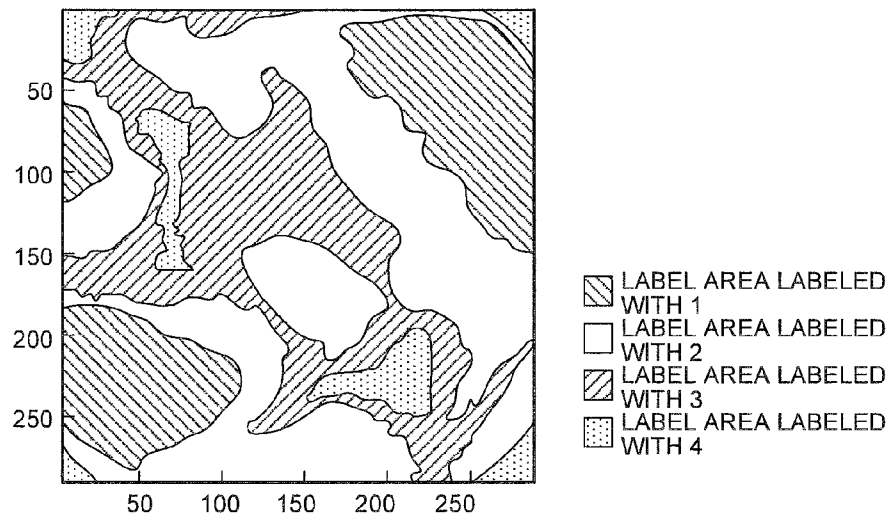 50
100
150
200
250
50 100 150 200 250
LABEL AREA LABELED
WITH 1
LABEL AREA LABELED
WITH 2
LABEL AREA LABELED
WITH 3
LABEL AREA LABELED
WITH 4